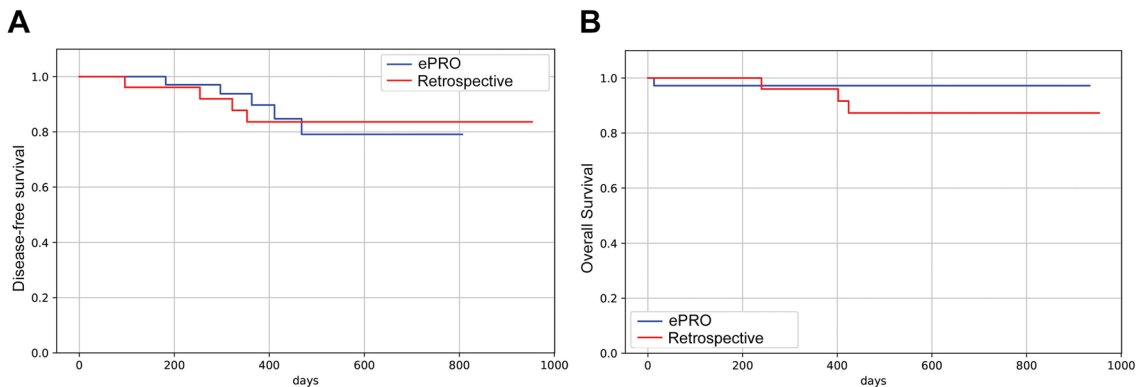 A
ePRO
Retrospective
Disease-free survival
1.0
0.8
0.6
0.4
0.2
0.0
0 200 400 600 800 1000
days
B
Overall Survival
1.0
0.8
0.6
0.4
0.2
0.0
ePRO
Retrospective
0 200 400 600 800 1000
days